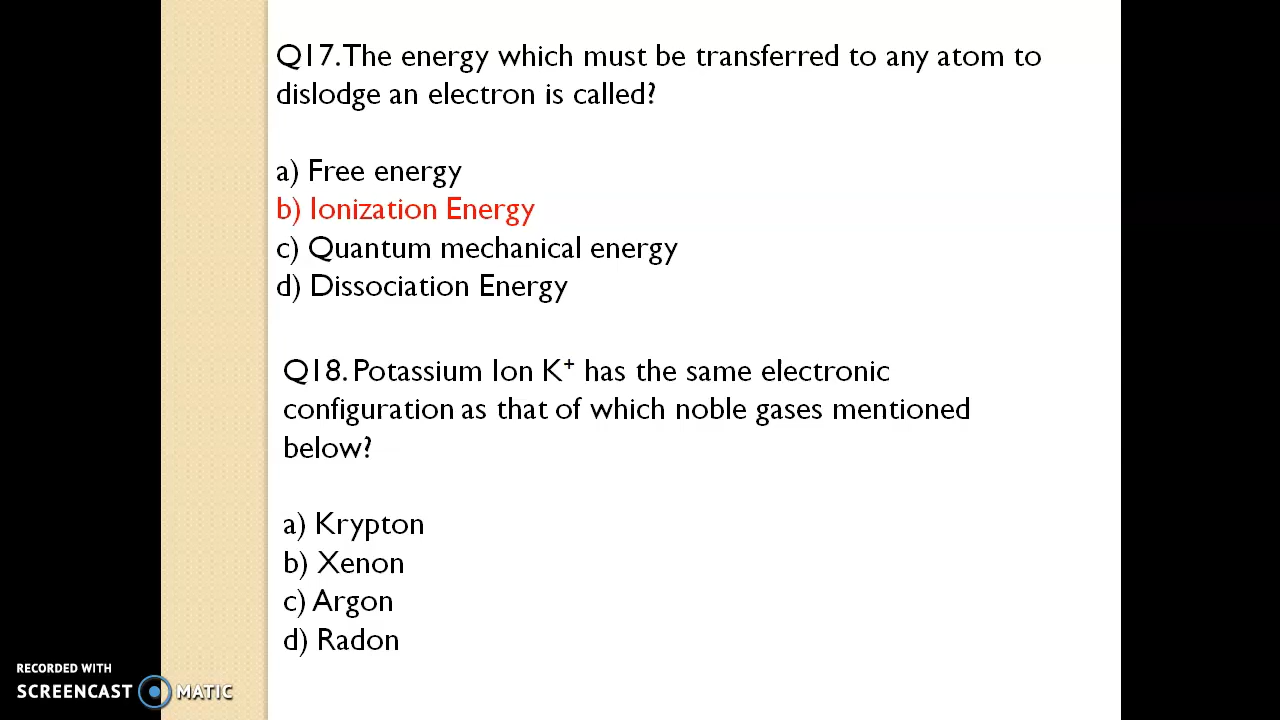 Q17. The energy which must be transferred to any atom to
dislodge an electron is called?
a) Free energy
b) Ionization Energy
c) Quantum mechanical energy
d) Dissociation Energy
Q18. Potassium Ion K⁺ has the same electronic
configuration as that of which noble gases mentioned
below?
a) Krypton
b) Xenon
c) Argon
d) Radon
RECORDED WITH
SCREENCAST MATIC